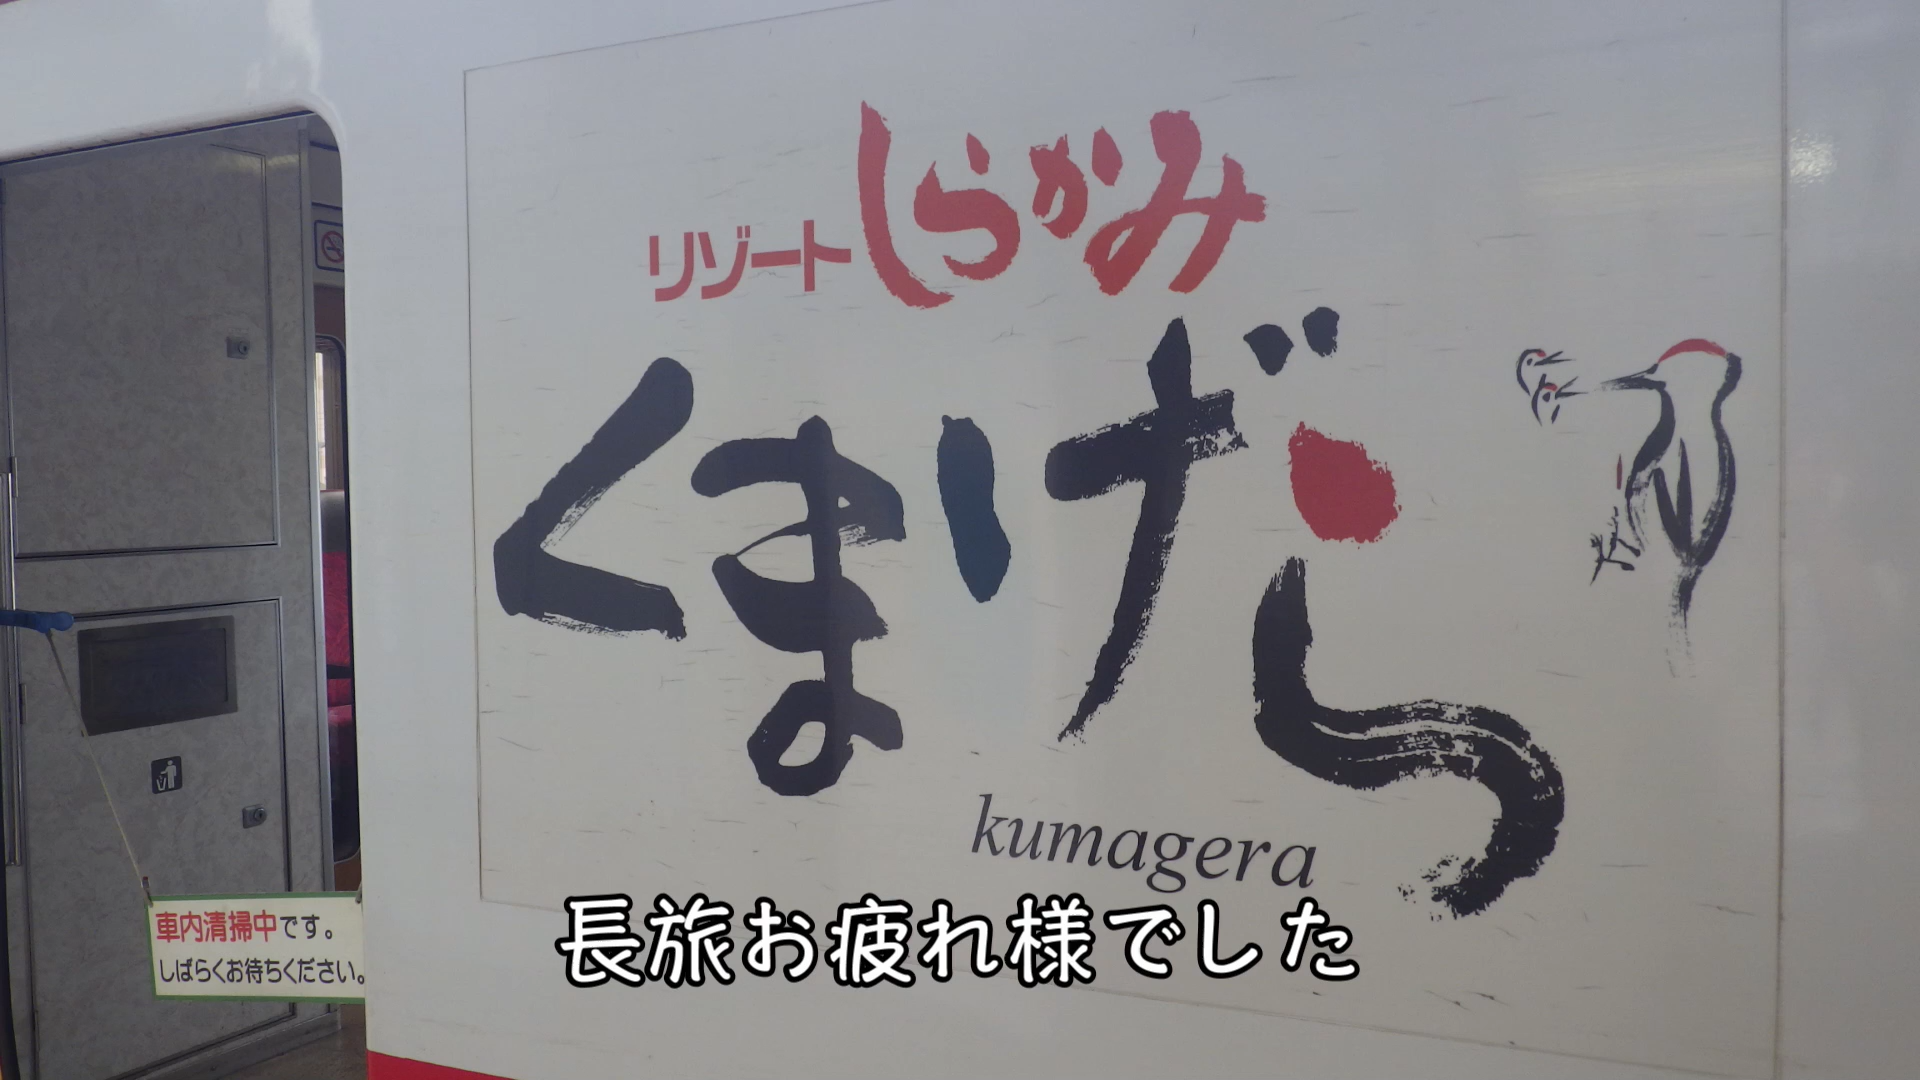 リゾートしらかみ
くまげら
kumagera
車内清掃中です。
しばらくお待ちください。
長旅お疲れ様でした